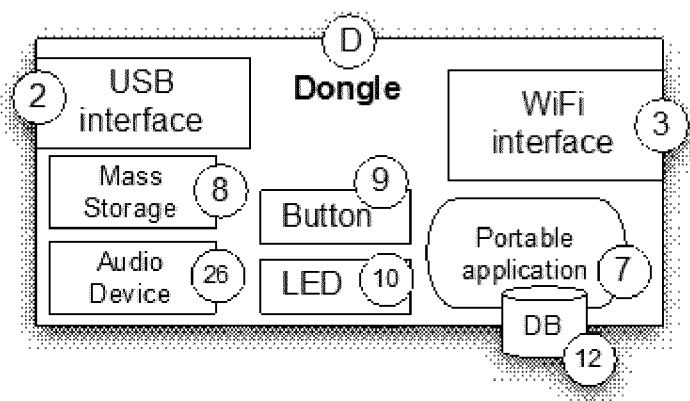 D
Dongle
2
USB
interface
WiFi
interface
3
Mass
Storage
8
9
Button
Audio
Device
26
LED
10
Portable
application
7
DB
12